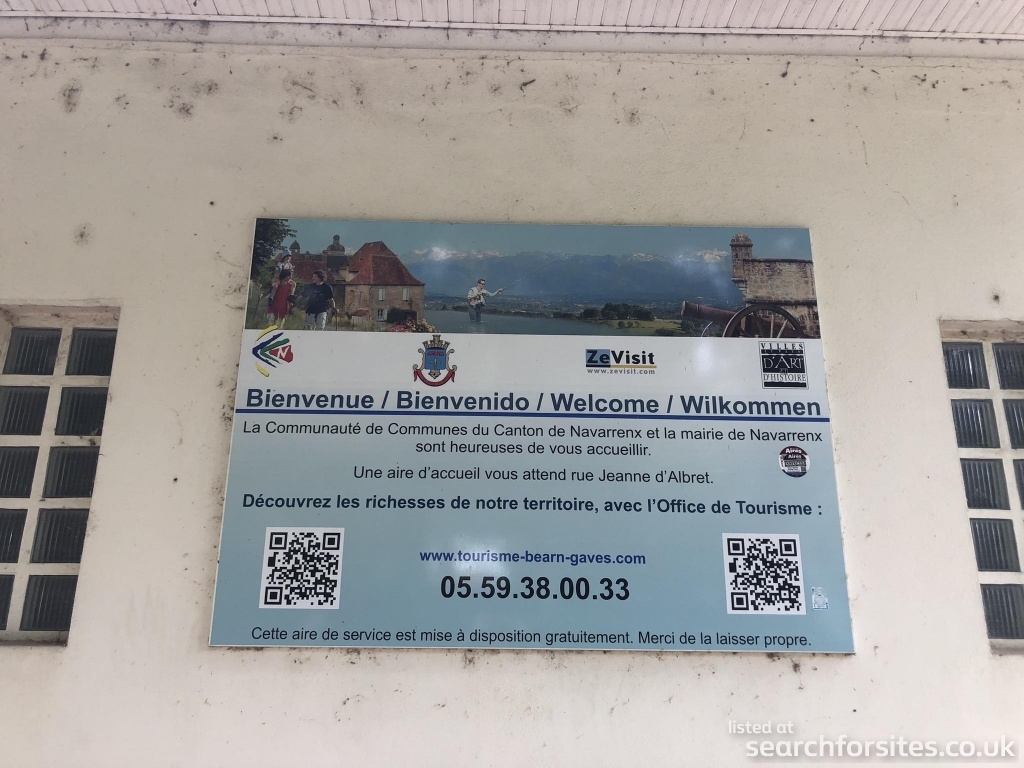 N
ZeVisit
www.zevisit.com
VILLES
D'ART
ET
D'HISTOIRE
Bienvenue / Bienvenido / Welcome / Wilkommen
La Communauté de Communes du Canton de Navarrenx et la mairie de Navarrenx
sont heureuses de vous accueillir.
Aires
Une aire d'accueil vous attend rue Jeanne d'Albret.
Découvrez les richesses de notre territoire, avec l'Office de Tourisme :
www.tourisme-bearn-gaves.com
05.59.38.00.33
Cette aire de service est mise à disposition gratuitement. Merci de la laisser propre.
listed at
searchforsites.co.uk